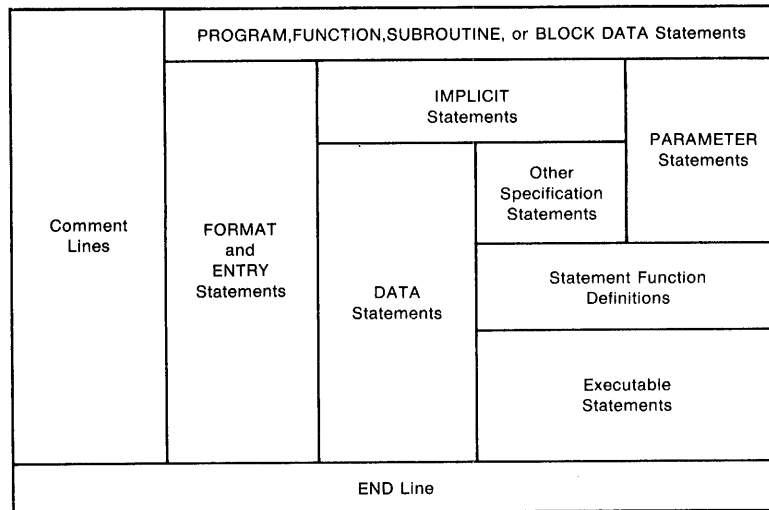 PROGRAM,FUNCTION,SUBROUTINE, or BLOCK DATA Statements
IMPLICIT
Statements
PARAMETER
Statements
Other
Specification
Statements
Comment
Lines
FORMAT
and
ENTRY
Statements
DATA
Statements
Statement Function
Definitions
Executable
Statements
END Line